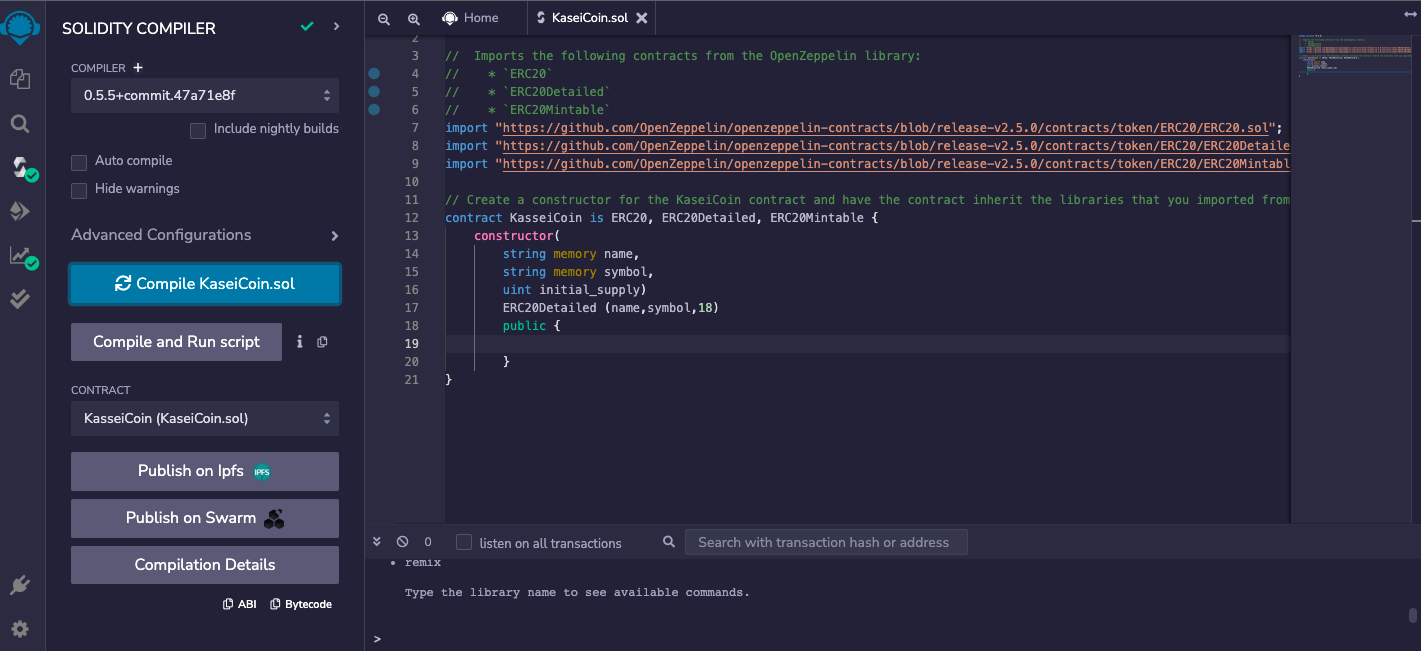 SOLIDITY COMPILER
COMPILER +
0.5.5+commit.47a71e8f
Include nightly builds
Auto compile
Hide warnings
Advanced Configurations
Compile KaseiCoin.sol
Compile and Run script
CONTRACT
KasseiCoin (KaseiCoin.sol)
Publish on Ipfs
IPFS
Publish on Swarm
Compilation Details
ABI Bytecode
Home
KaseiCoin.sol
2
3 //  Imports the following contracts from the OpenZeppelin library:
4 //    * `ERC20`
5 //    * `ERC20Detailed`
6 //    * `ERC20Mintable`
7 import "https://github.com/OpenZeppelin/openzeppelin-contracts/blob/release-v2.5.0/contracts/token/ERC20/ERC20.sol";
8 import "https://github.com/OpenZeppelin/openzeppelin-contracts/blob/release-v2.5.0/contracts/token/ERC20/ERC20Detaile
9 import "https://github.com/OpenZeppelin/openzeppelin-contracts/blob/release-v2.5.0/contracts/token/ERC20/ERC20Mintabl
10
11 // Create a constructor for the KaseiCoin contract and have the contract inherit the libraries that you imported from
12 contract KasseiCoin is ERC20, ERC20Detailed, ERC20Mintable {
13     constructor(
14         string memory name,
15         string memory symbol,
16         uint initial_supply)
17         ERC20Detailed (name,symbol,18)
18         public {
19
20         }
21 }
0
listen on all transactions
Search with transaction hash or address
• remix
Type the library name to see available commands.
>